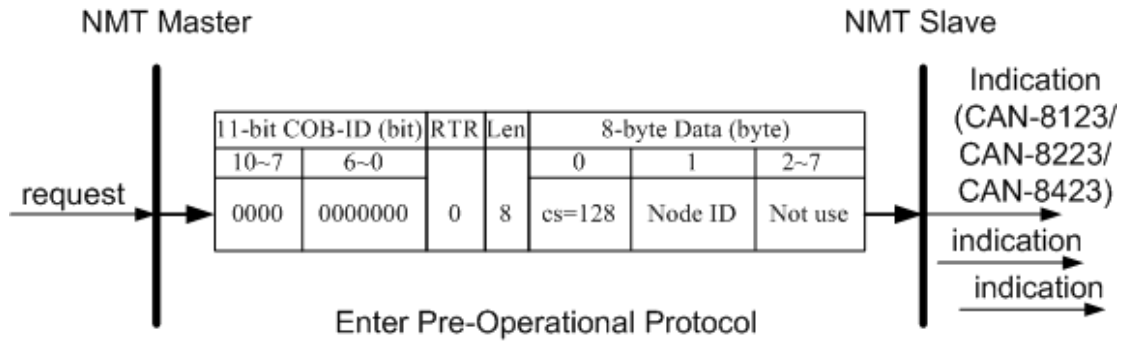 NMT Master
NMT Slave
Indication
(CAN-8123/
CAN-8223/
CAN-8423)
11-bit COB-ID (bit) RTR Len 8-byte Data (byte)
10~7 6~0 0 1 2~7
request
0000 0000000 0 8 cs=128 Node ID Not use
indication
indication
Enter Pre-Operational Protocol